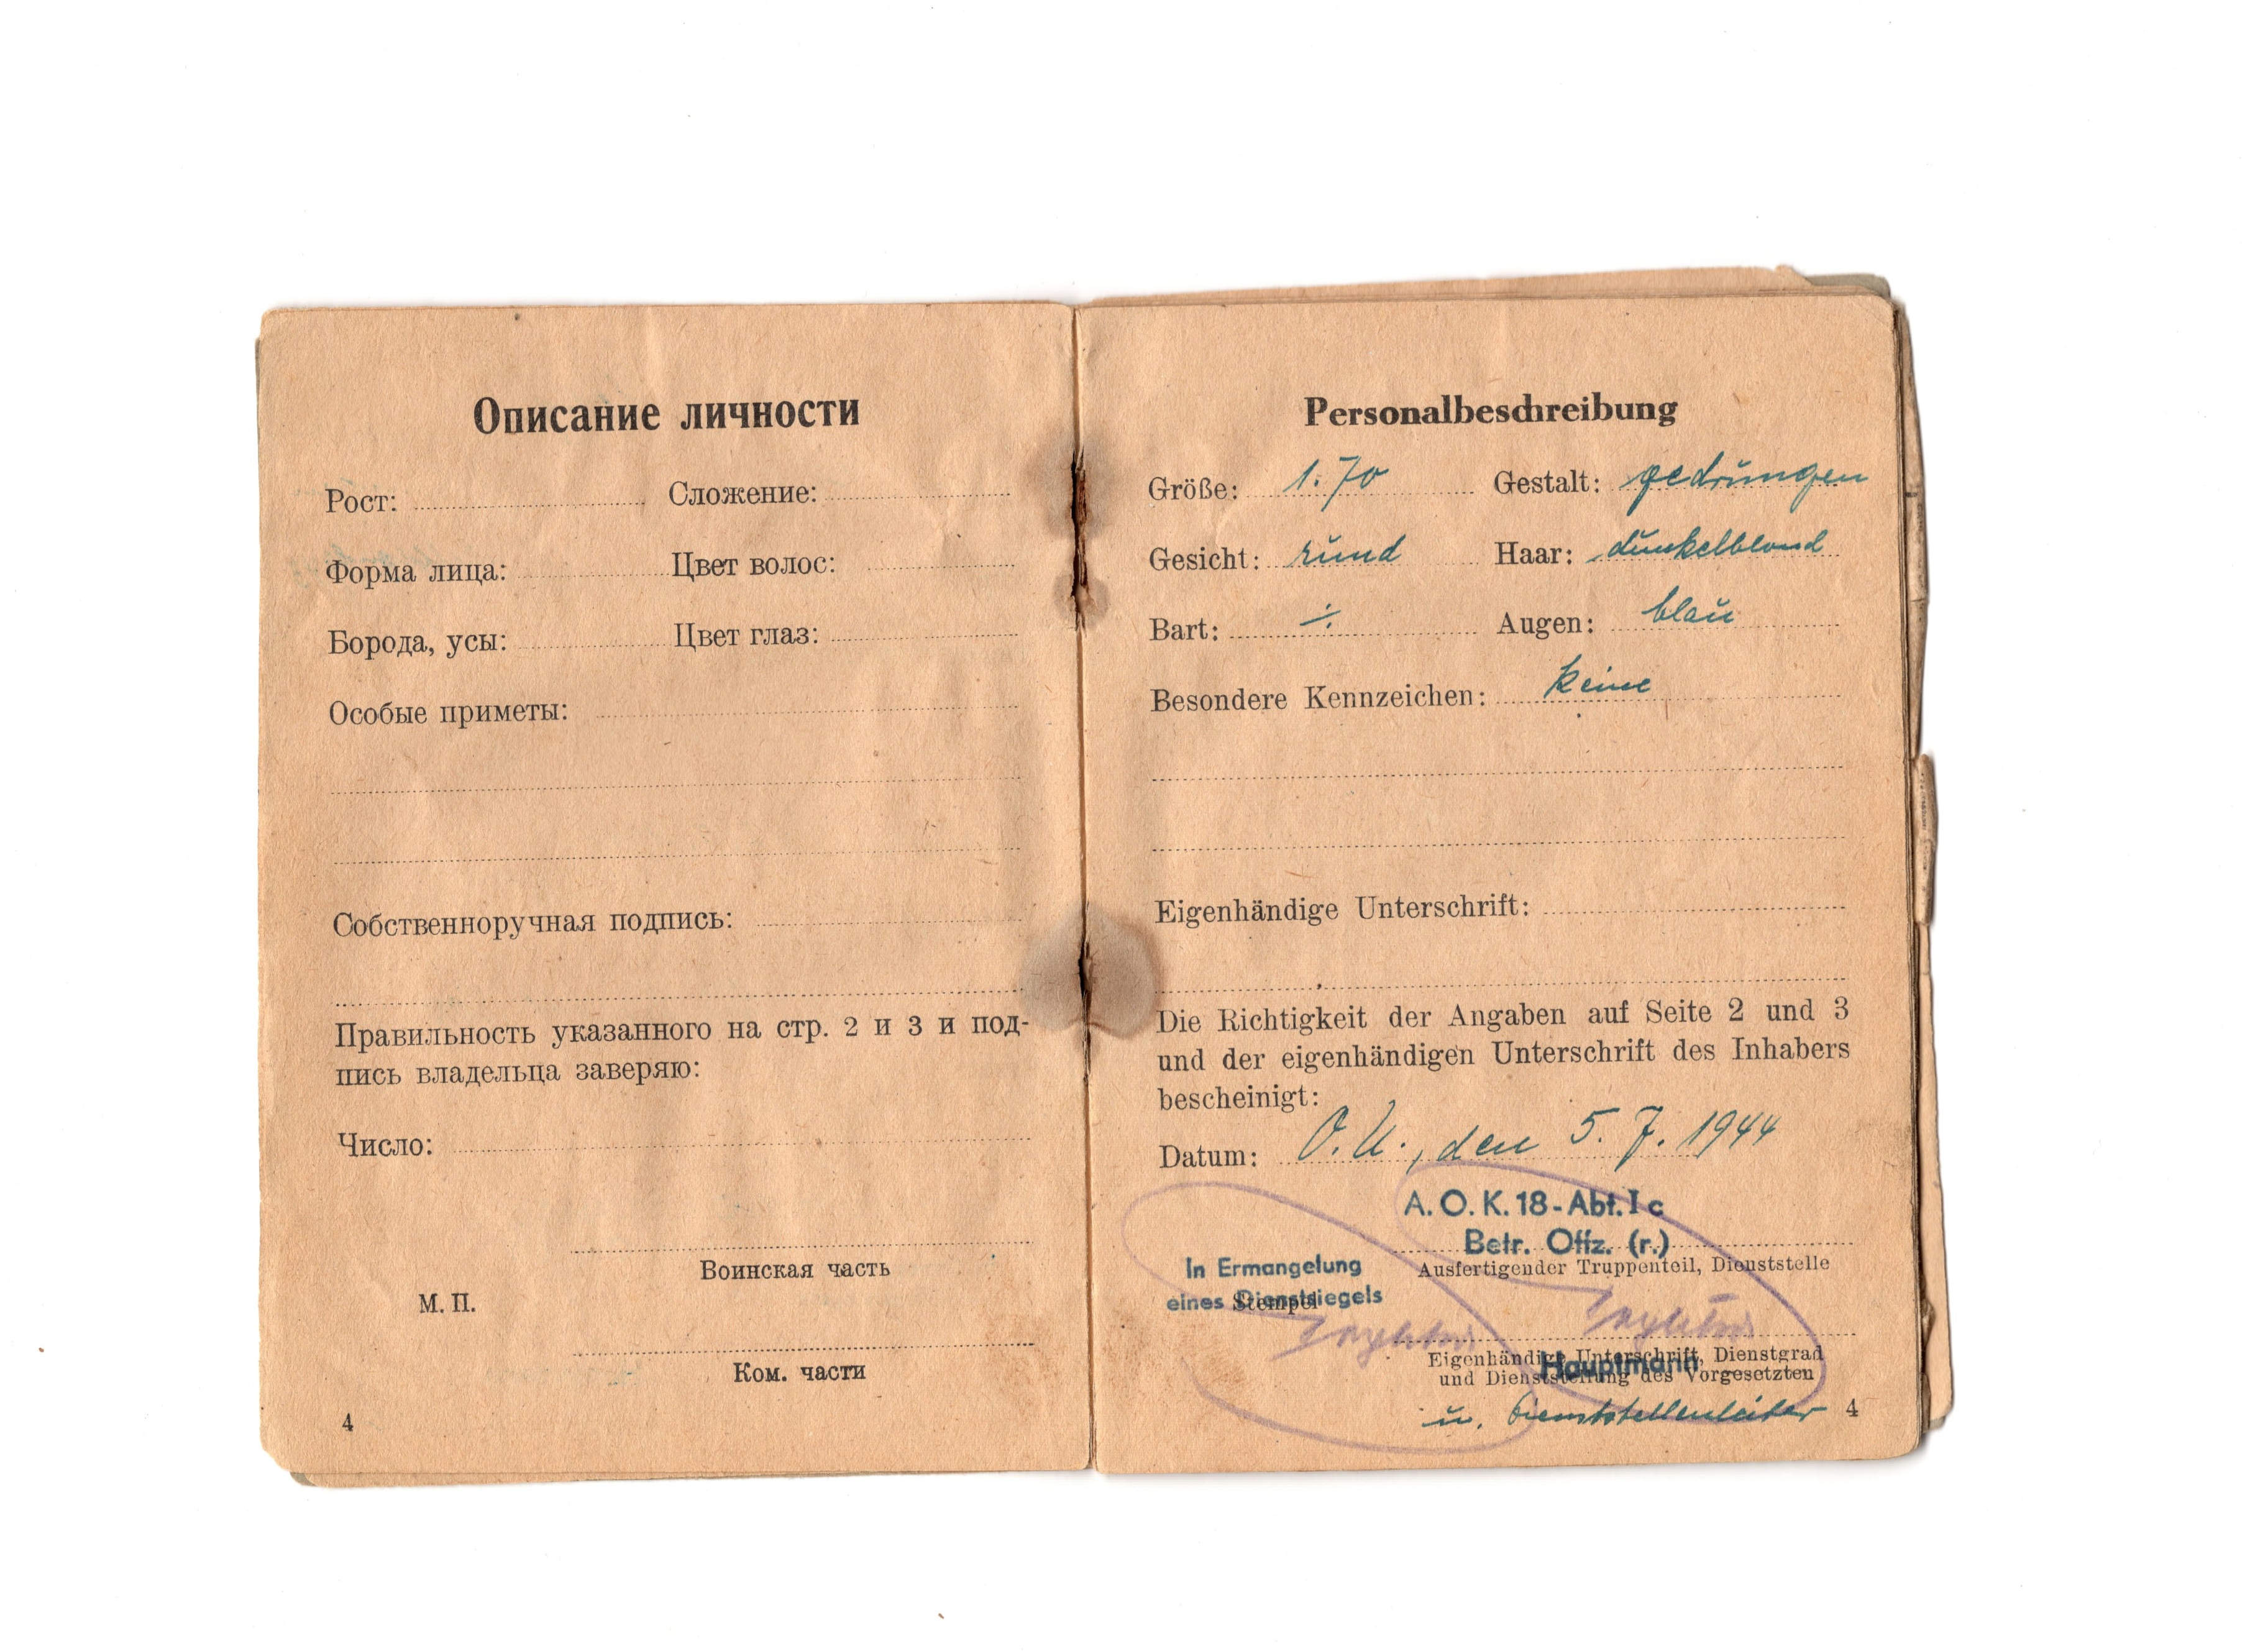 Описание личности
Рост: Сложение:
Форма лица: Цвет волос:
Борода, усы: Цвет глаз:
Особые приметы:
Собственноручная подпись:
Правильность указанного на стр. 2 и 3 и под-
пись владельца заверяю:
Число:
Воинская часть
М. П.
Ком. части
4
Personalbeschreibung
Größe: 1.70 Gestalt: gedrungen
Gesicht: rund Haar: dunkelblond
Bart: ÷ Augen: blau
Besondere Kennzeichen: keine
Eigenhändige Unterschrift:
Die Richtigkeit der Angaben auf Seite 2 und 3
und der eigenhändigen Unterschrift des Inhabers
bescheinigt:
Datum: O.U., den 5. 7. 1944
A. O. K. 18 - Abt. I c
Betr. Offz. (r.)
Ausfertigender Truppenteil, Dienststelle
In Ermangelung
eines Dienstsiegels
Stempel
Eigenhändige Unterschrift, Dienstgrad
Hauptmann
und Dienststellung des Vorgesetzten
u. Dienststellenleiter 4